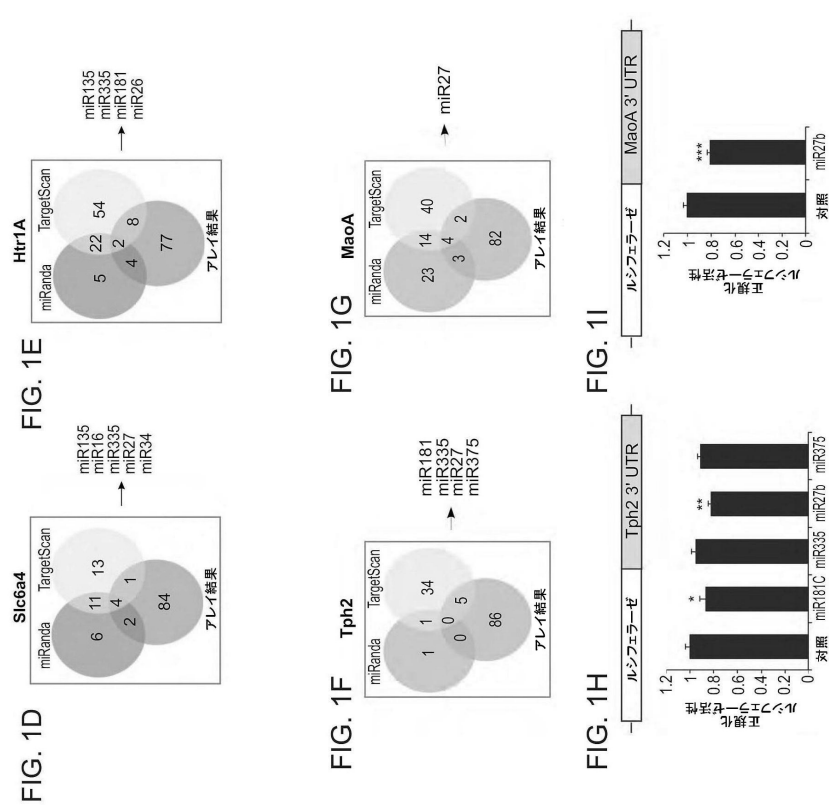 FIG. 1D
Slc6a4
miRanda
TargetScan
6
11
13
4
2
1
84
アレイ結果
miR135
miR16
miR335
miR27
miR34
FIG. 1E
Htr1A
miRanda
TargetScan
5
22
54
2
4
8
77
アレイ結果
miR135
miR335
miR181
miR26
FIG. 1F
Tph2
miRanda
TargetScan
1
1
34
0
0
5
86
アレイ結果
miR181
miR335
miR27
miR375
FIG. 1G
MaoA
miRanda
TargetScan
23
14
40
4
3
2
82
アレイ結果
miR27
FIG. 1H
ルシフェラーゼ
Tph2 3' UTR
正規化
ルシフェラーゼ活性
1.2
1
0.8
0.6
0.4
0.2
0
*
**
対照
miR181C
miR335
miR27b
miR375
FIG. 1I
ルシフェラーゼ
MaoA 3' UTR
正規化
ルシフェラーゼ活性
1.2
1
0.8
0.6
0.4
0.2
0
***
対照
miR27b